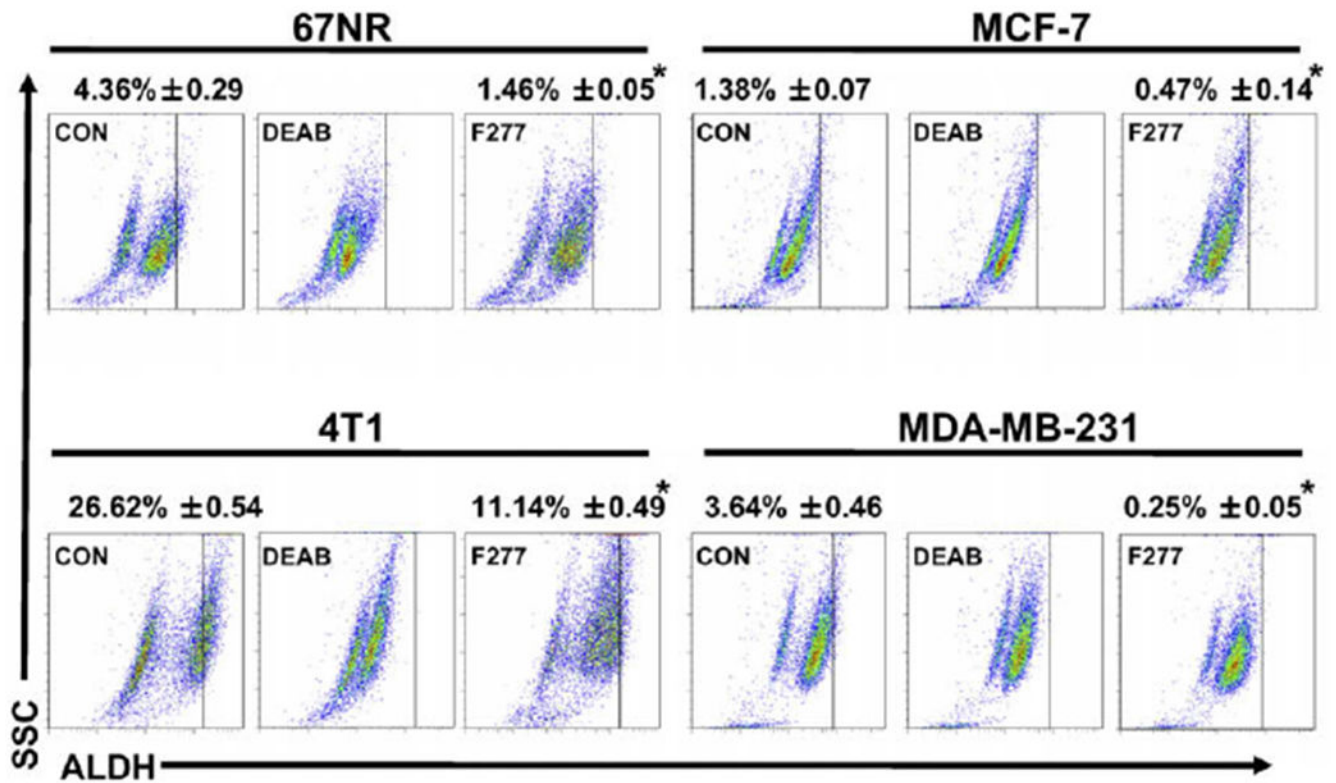 67NR
MCF-7
4.36% ±0.29
1.46% ±0.05*
1.38% ±0.07
0.47% ±0.14*
CON
DEAB
F277
CON
DEAB
F277
4T1
MDA-MB-231
26.62% ±0.54
11.14% ±0.49*
3.64% ±0.46
0.25% ±0.05*
CON
DEAB
F277
CON
DEAB
F277
SSC
ALDH